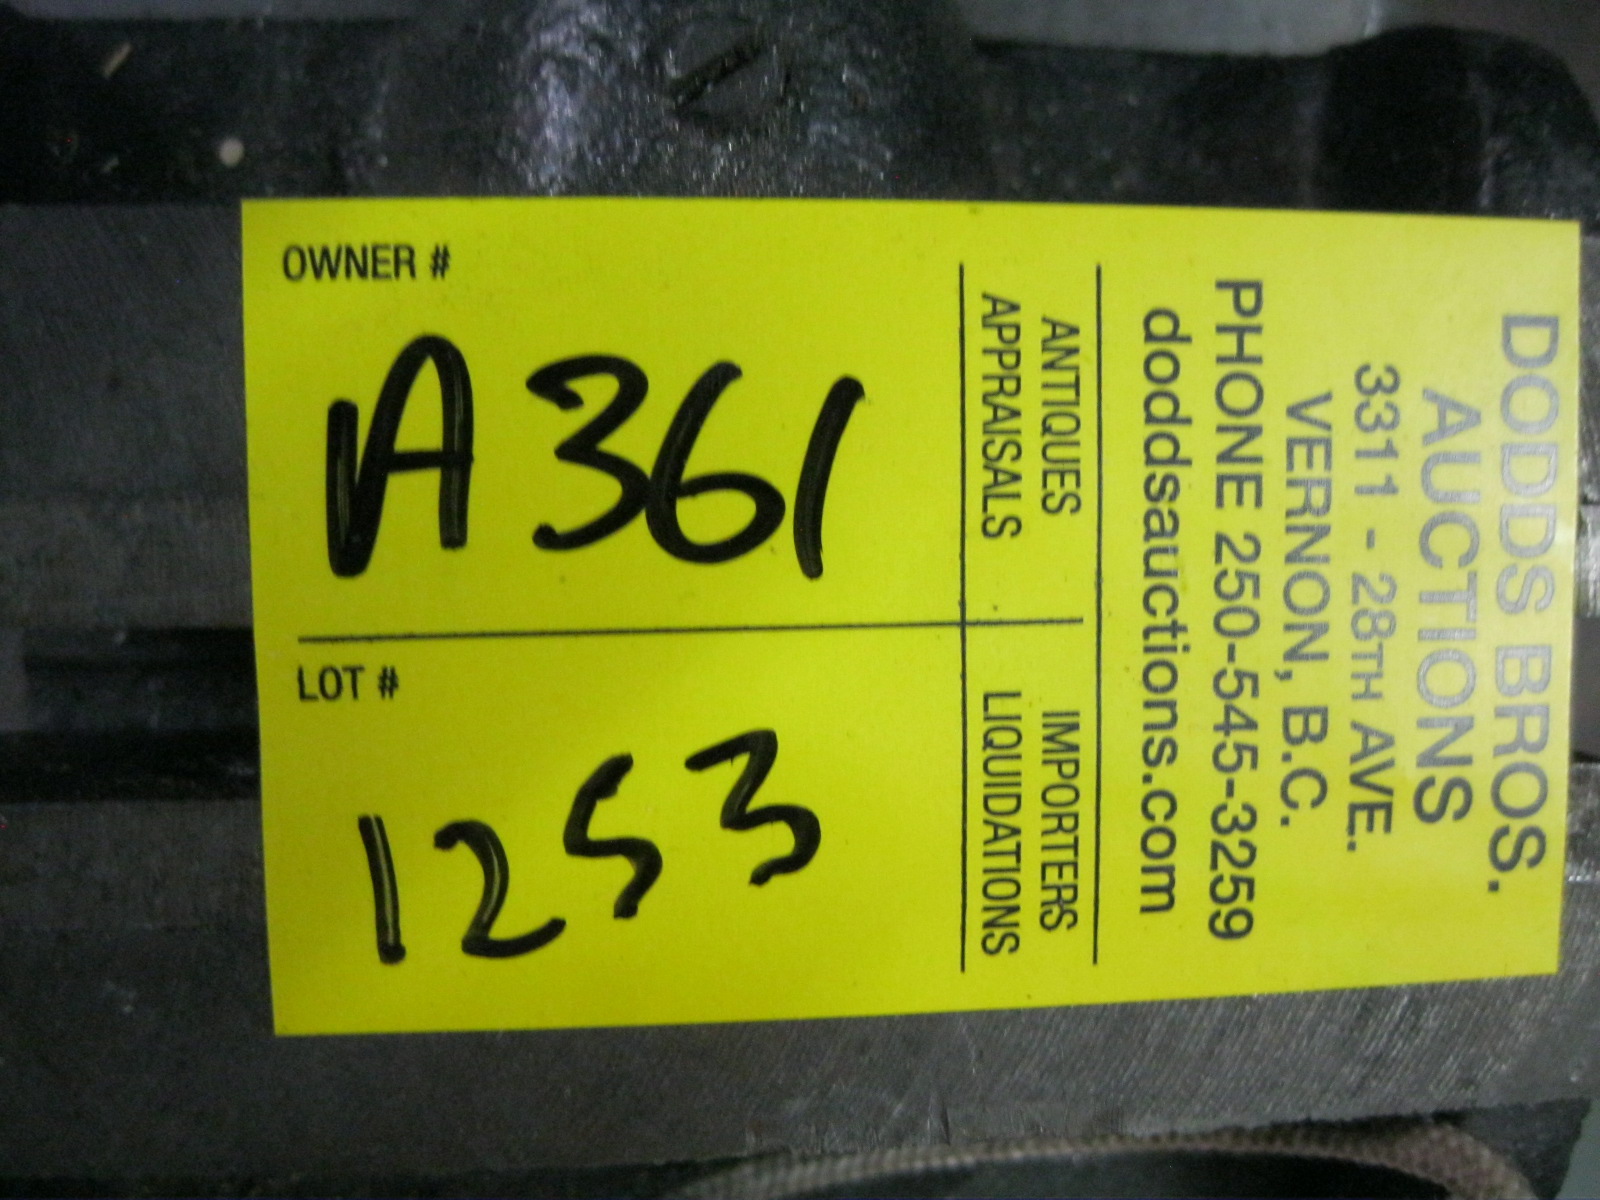 DODDS BROS.
AUCTIONS
3311 - 28TH AVE.
VERNON, B.C.
PHONE 250-545-3259
doddsauctions.com
ANTIQUES
APPRAISALS
IMPORTERS
LIQUIDATIONS
OWNER #
A361
LOT #
1253